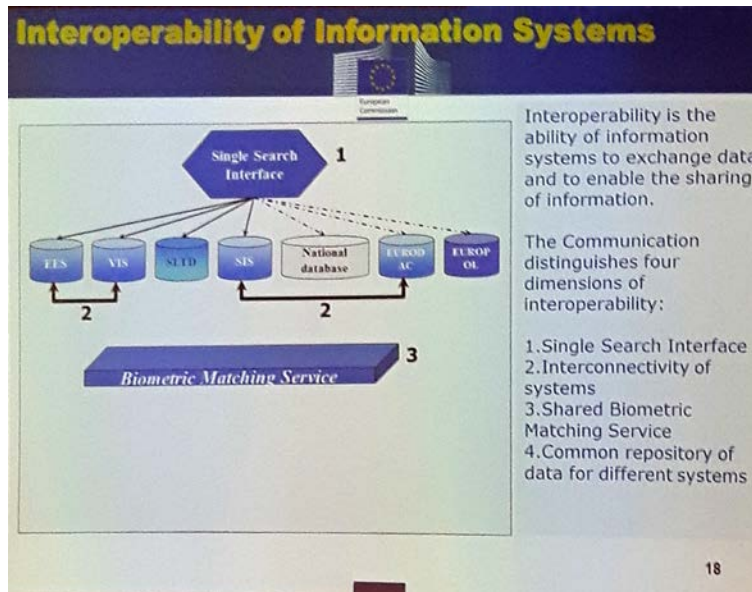 Interoperability of Information Systems
European
Commission
Single Search
Interface
1
EES
VIS
SLTD
SIS
National
database
EUROD
AC
EUROP
OL
2
2
3
Biometric Matching Service
Interoperability is the
ability of information
systems to exchange data
and to enable the sharing
of information.
The Communication
distinguishes four
dimensions of
interoperability:
1.Single Search Interface
2.Interconnectivity of
systems
3.Shared Biometric
Matching Service
4.Common repository of
data for different systems
18